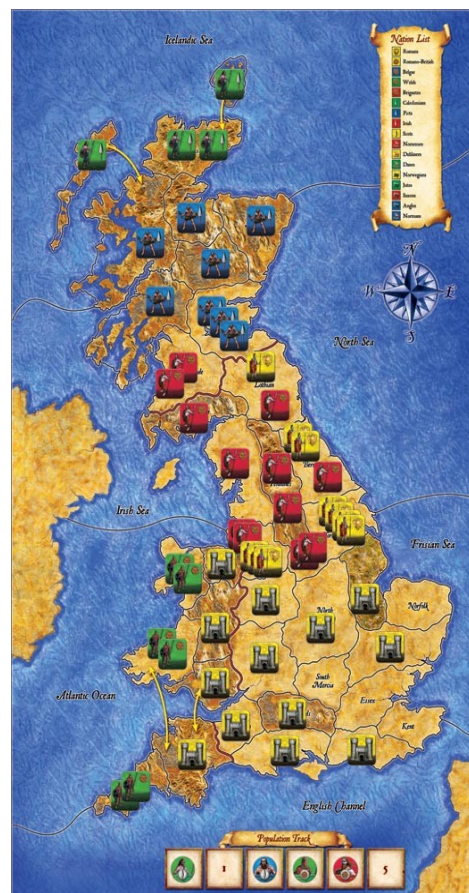 Icelandic Sea
Nation List
Romans
Romano-British
Belgae
Welsh
Brigantes
Caledonians
Picts
Irish
Scots
Norsemen
Dubliners
Danes
Norwegians
Jutes
Saxons
Angles
Normans
N
W
E
S
North Sea
Lothian
Irish Sea
Frisian Sea
Norfolk
North
South
Mercia
Essex
Kent
Atlantic Ocean
English Channel
Population Track
1
5